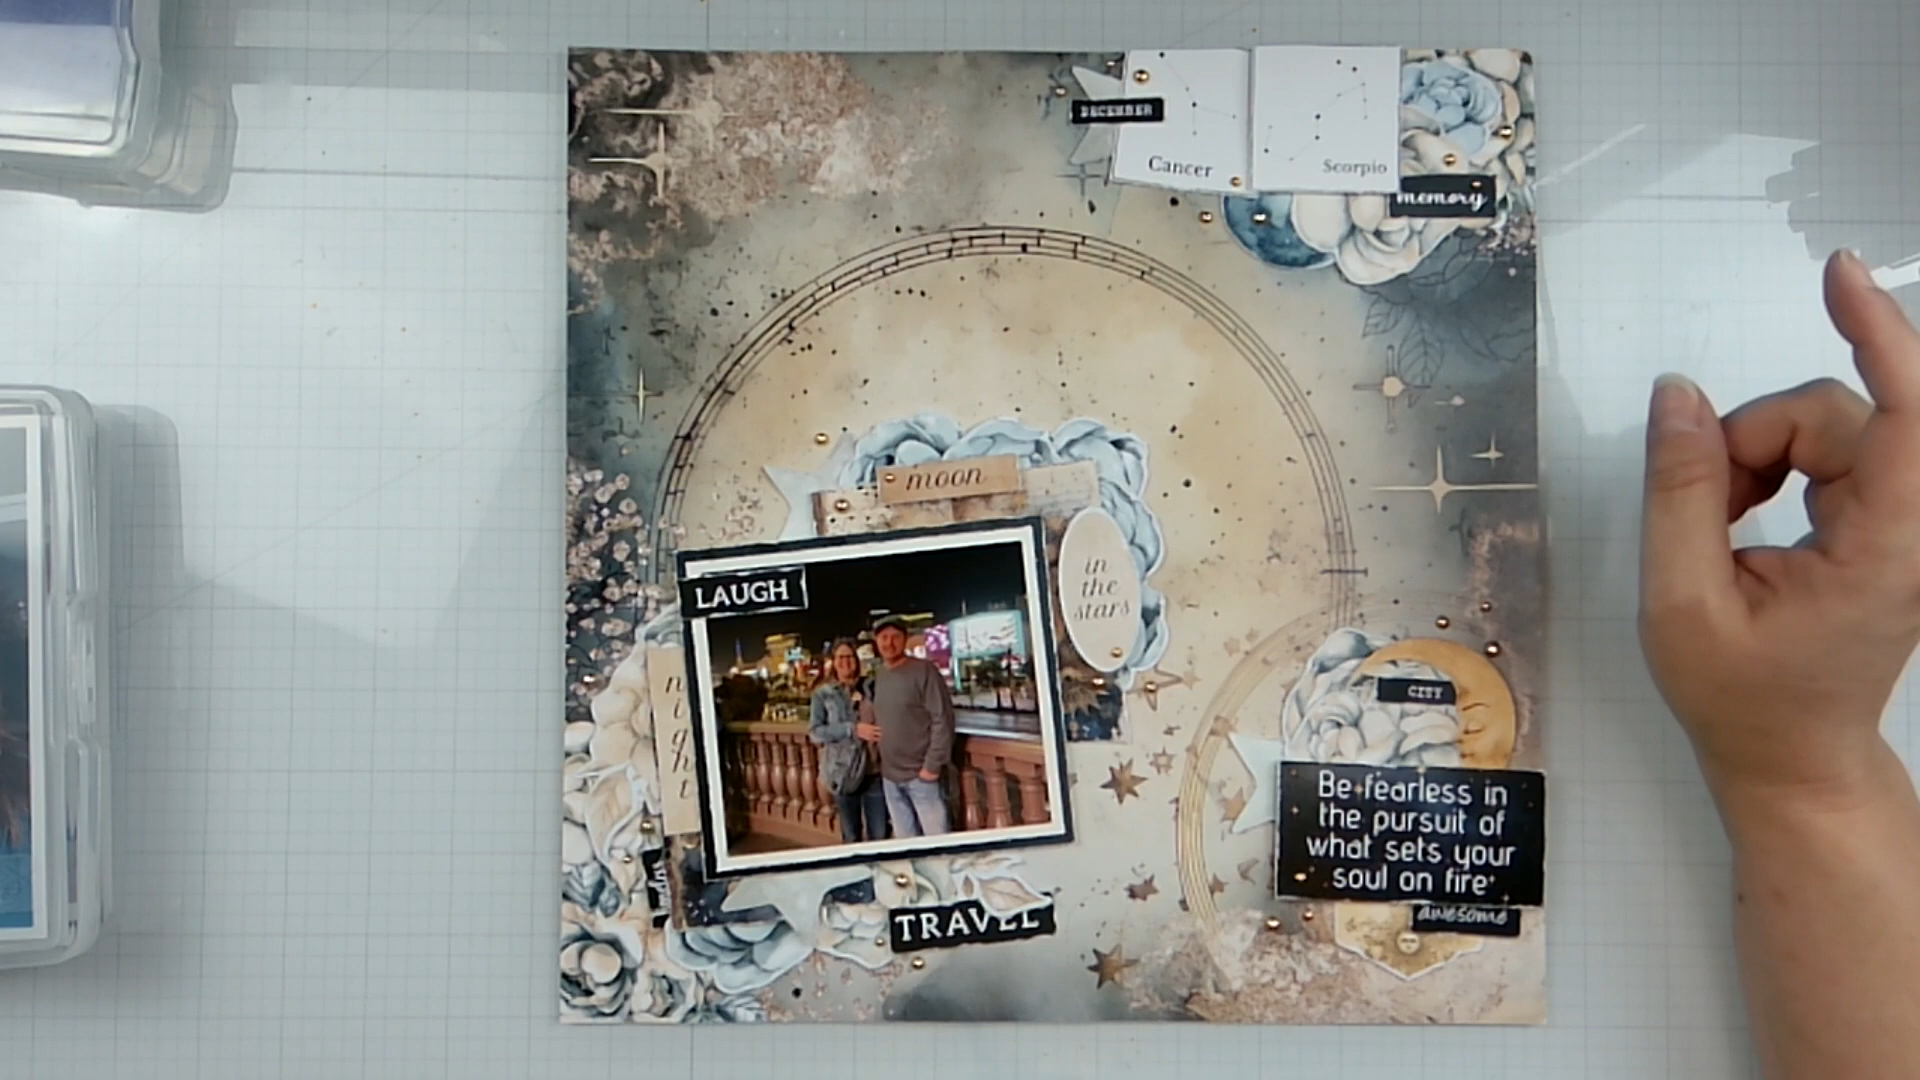 DECEMBER
Cancer
Scorpio
memory
moon
in
the
stars
LAUGH
n
i
g
h
t
CITY
Be fearless in
the pursuit of
what sets your
soul on fire
awesome
TRAVEL